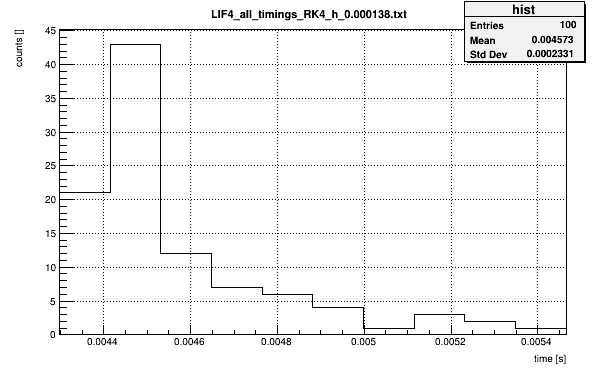 LIF4_all_timings_RK4_h_0.000138.txt
hist
Entries 100
Mean 0.004573
Std Dev 0.0002331
counts []
45
40
35
30
25
20
15
10
5
0
0.0044 0.0046 0.0048 0.005 0.0052 0.0054
time [s]